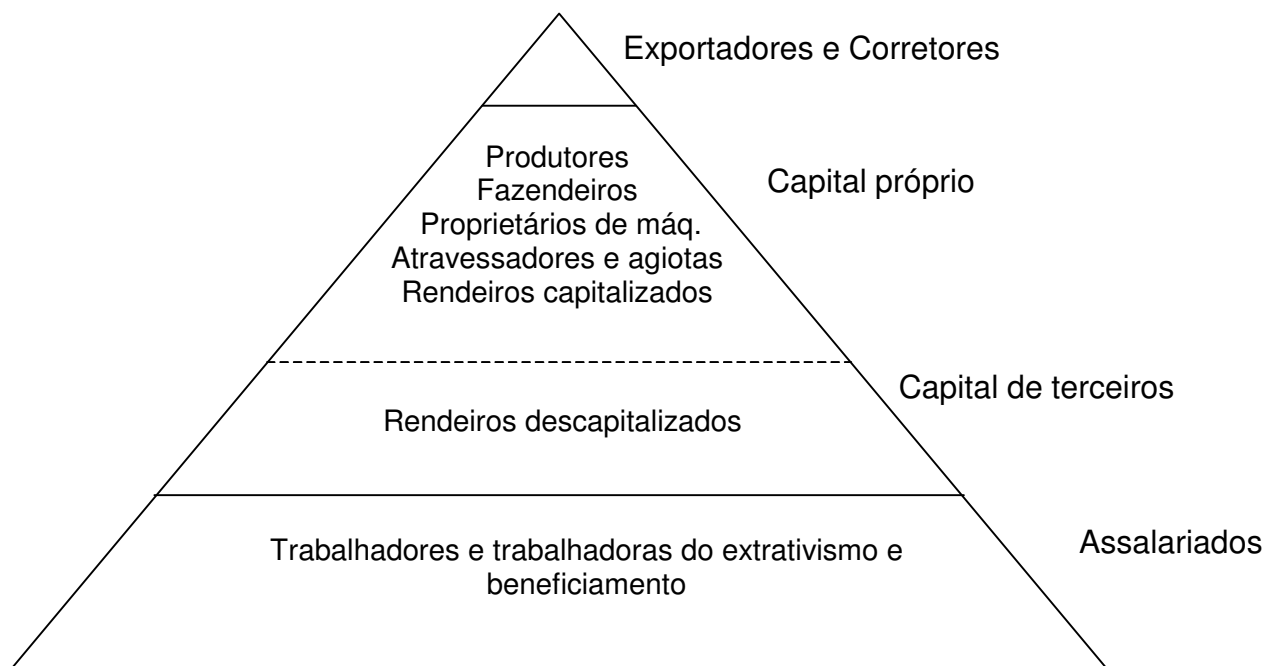 Exportadores e Corretores
Produtores
Fazendeiros
Capital próprio
Proprietários de máq.
Atravessadores e agiotas
Rendeiros capitalizados
Capital de terceiros
Rendeiros descapitalizados
Trabalhadores e trabalhadoras do extrativismo e
beneficiamento
Assalariados